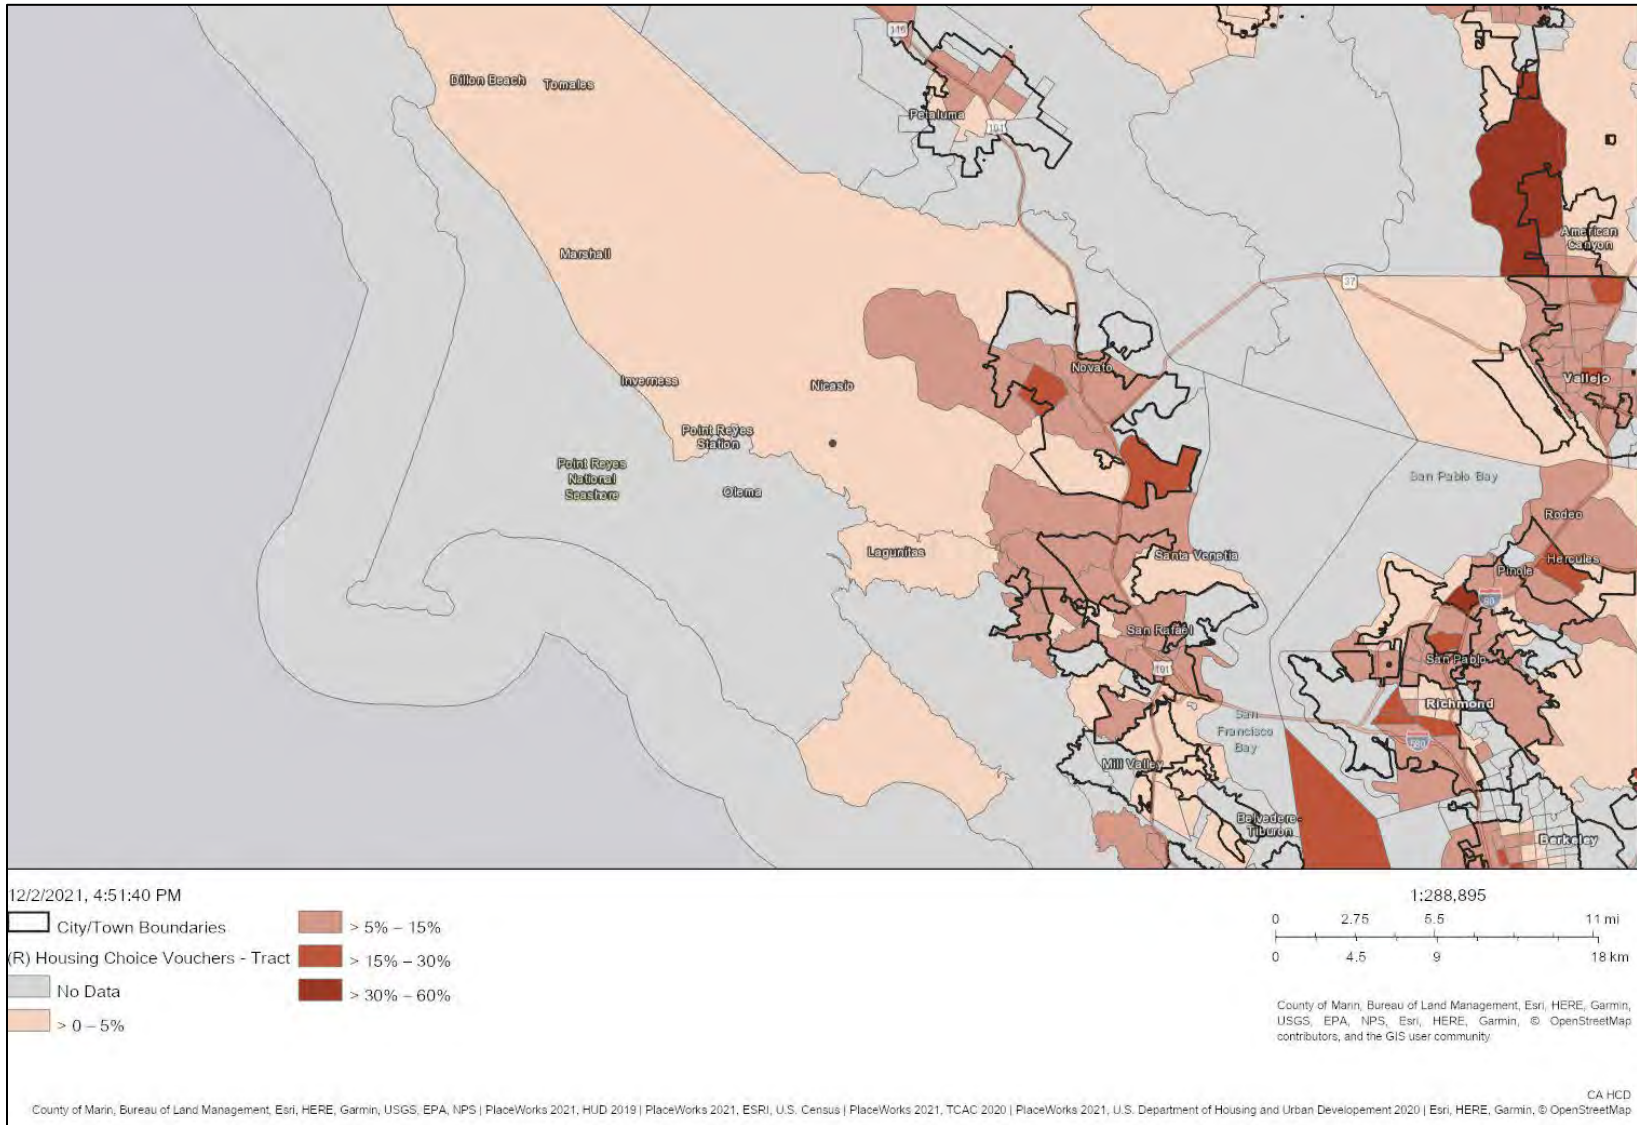 116
Dillon Beach
Tomales
Petaluma
101
Marshall
American
Canyon
37
Novato
Vallejo
Inverness
Nicasio
Point Reyes
Station
Point Reyes
National
Seashore
Olema
San Pablo Bay
Rodeo
Lagunitas
Santa Venetia
Hercules
Pinole
80
San Rafael
San Pablo
101
Richmond
San
Francisco
Bay
580
Mill Valley
Belvedere-
Tiburon
Berkeley
12/2/2021, 4:51:40 PM
City/Town Boundaries
(R) Housing Choice Vouchers - Tract
No Data
> 0 – 5%
> 5% – 15%
> 15% – 30%
> 30% – 60%
1:288,895
0 2.75 5.5 11 mi
0 4.5 9 18 km
County of Marin, Bureau of Land Management, Esri, HERE, Garmin,
USGS, EPA, NPS, Esri, HERE, Garmin, © OpenStreetMap
contributors, and the GIS user community
CA HCD
County of Marin, Bureau of Land Management, Esri, HERE, Garmin, USGS, EPA, NPS | PlaceWorks 2021, HUD 2019 | PlaceWorks 2021, ESRI, U.S. Census | PlaceWorks 2021, TCAC 2020 | PlaceWorks 2021, U.S. Department of Housing and Urban Developement 2020 | Esri, HERE, Garmin, © OpenStreetMap